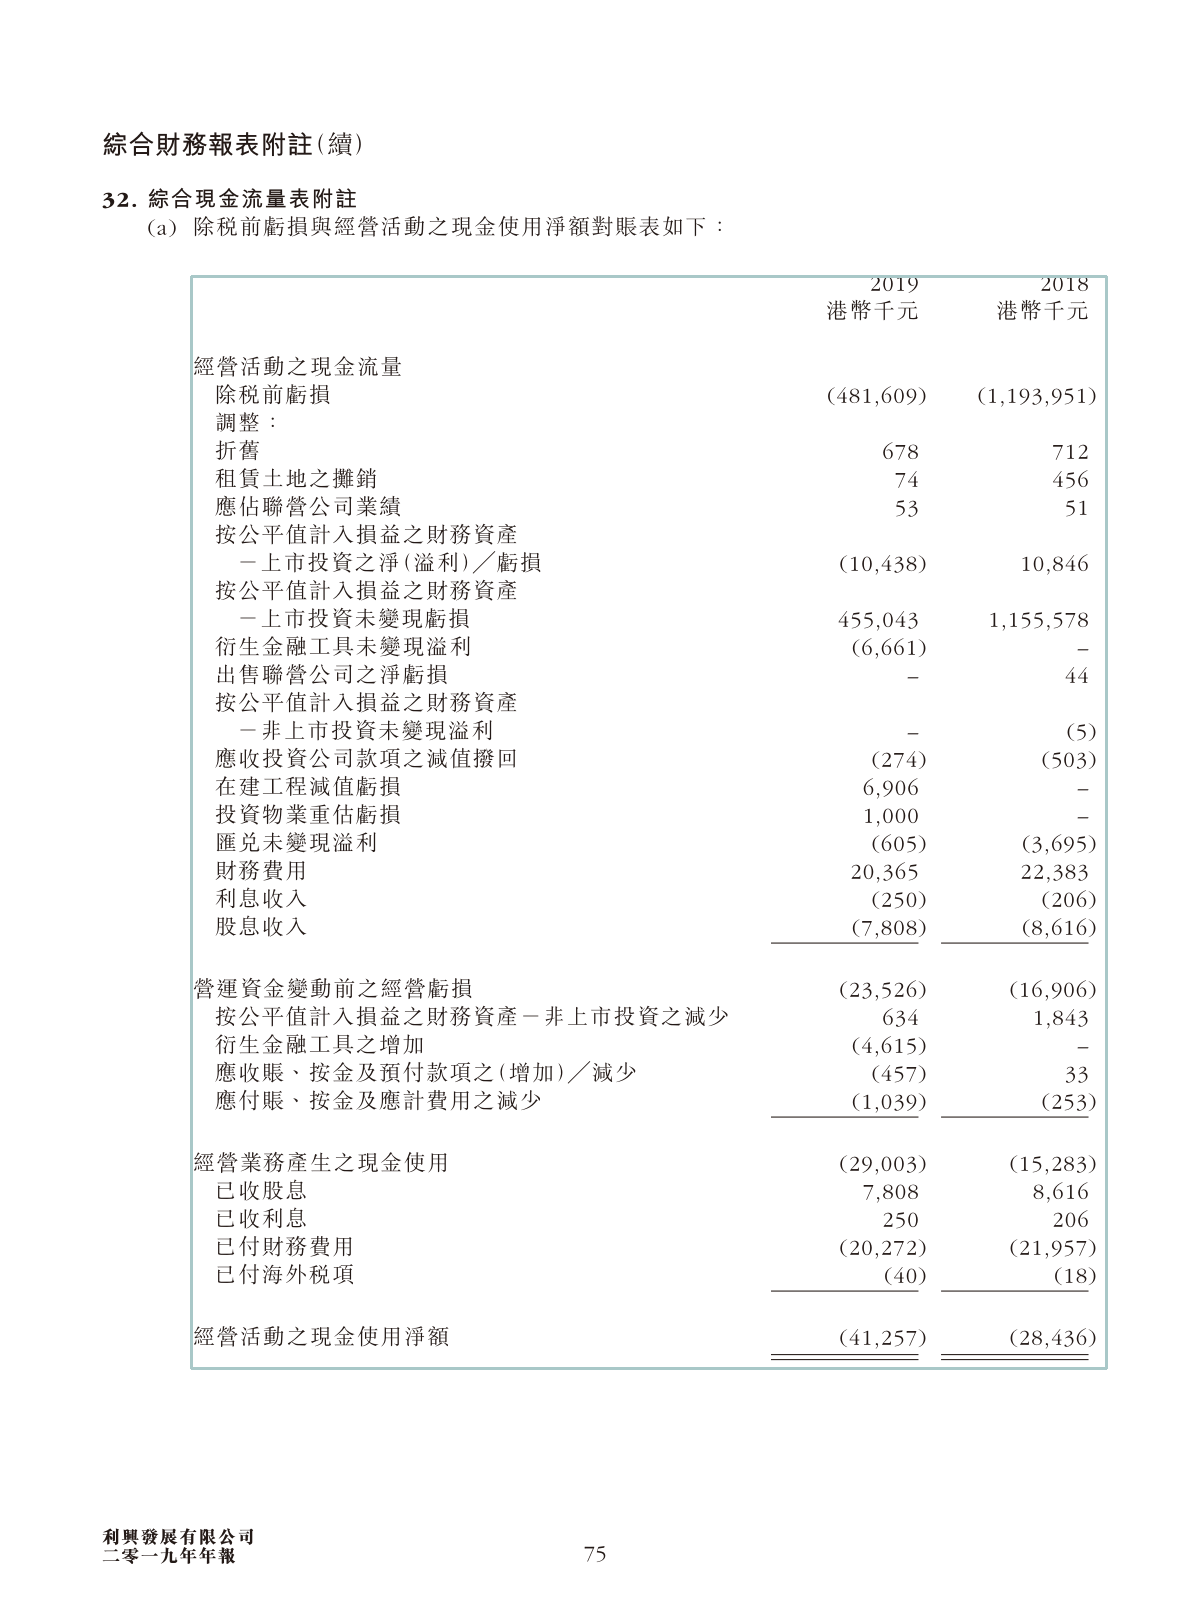 綜合財務報表附註(續)
32. 綜合現金流量表附註
(a) 除税前虧損與經營活動之現金使用淨額對賬表如下：
2019 2018
港幣千元 港幣千元
經營活動之現金流量
除税前虧損 (481,609) (1,193,951)
調整：
折舊 678 712
租賃土地之攤銷 74 456
應佔聯營公司業績 53 51
按公平值計入損益之財務資產
－上市投資之淨(溢利)╱虧損 (10,438) 10,846
按公平值計入損益之財務資產
－上市投資未變現虧損 455,043 1,155,578
衍生金融工具未變現溢利 (6,661) –
出售聯營公司之淨虧損 – 44
按公平值計入損益之財務資產
－非上市投資未變現溢利 – (5)
應收投資公司款項之減值撥回 (274) (503)
在建工程減值虧損 6,906 –
投資物業重估虧損 1,000 –
匯兑未變現溢利 (605) (3,695)
財務費用 20,365 22,383
利息收入 (250) (206)
股息收入 (7,808) (8,616)
營運資金變動前之經營虧損 (23,526) (16,906)
按公平值計入損益之財務資產－非上市投資之減少 634 1,843
衍生金融工具之增加 (4,615) –
應收賬、按金及預付款項之(增加)╱減少 (457) 33
應付賬、按金及應計費用之減少 (1,039) (253)
經營業務產生之現金使用 (29,003) (15,283)
已收股息 7,808 8,616
已收利息 250 206
已付財務費用 (20,272) (21,957)
已付海外税項 (40) (18)
經營活動之現金使用淨額 (41,257) (28,436)
利興發展有限公司
二零一九年年報 75